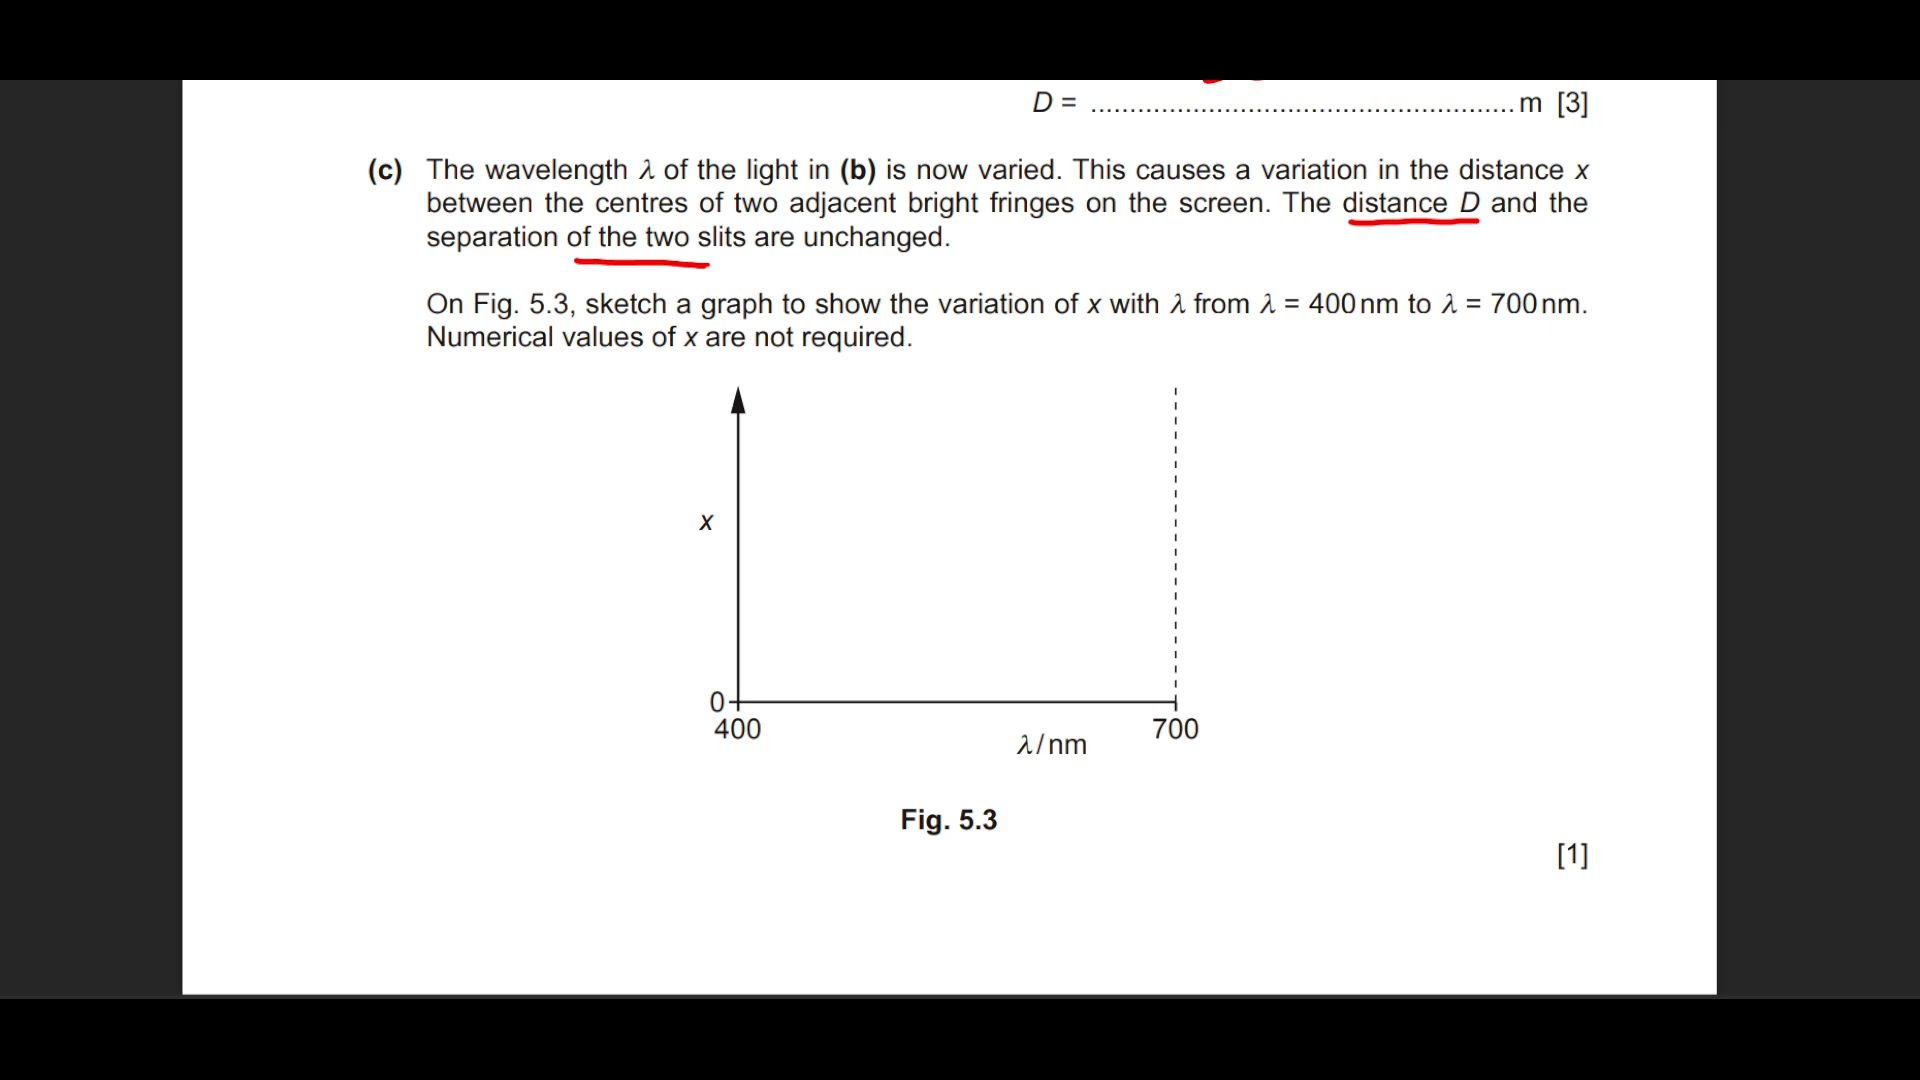 D = ...................................................... m [3]
(c) The wavelength λ of the light in (b) is now varied. This causes a variation in the distance x
between the centres of two adjacent bright fringes on the screen. The distance D and the
separation of the two slits are unchanged.
On Fig. 5.3, sketch a graph to show the variation of x with λ from λ = 400 nm to λ = 700 nm.
Numerical values of x are not required.
x
0
400
700
λ/nm
Fig. 5.3
[1]